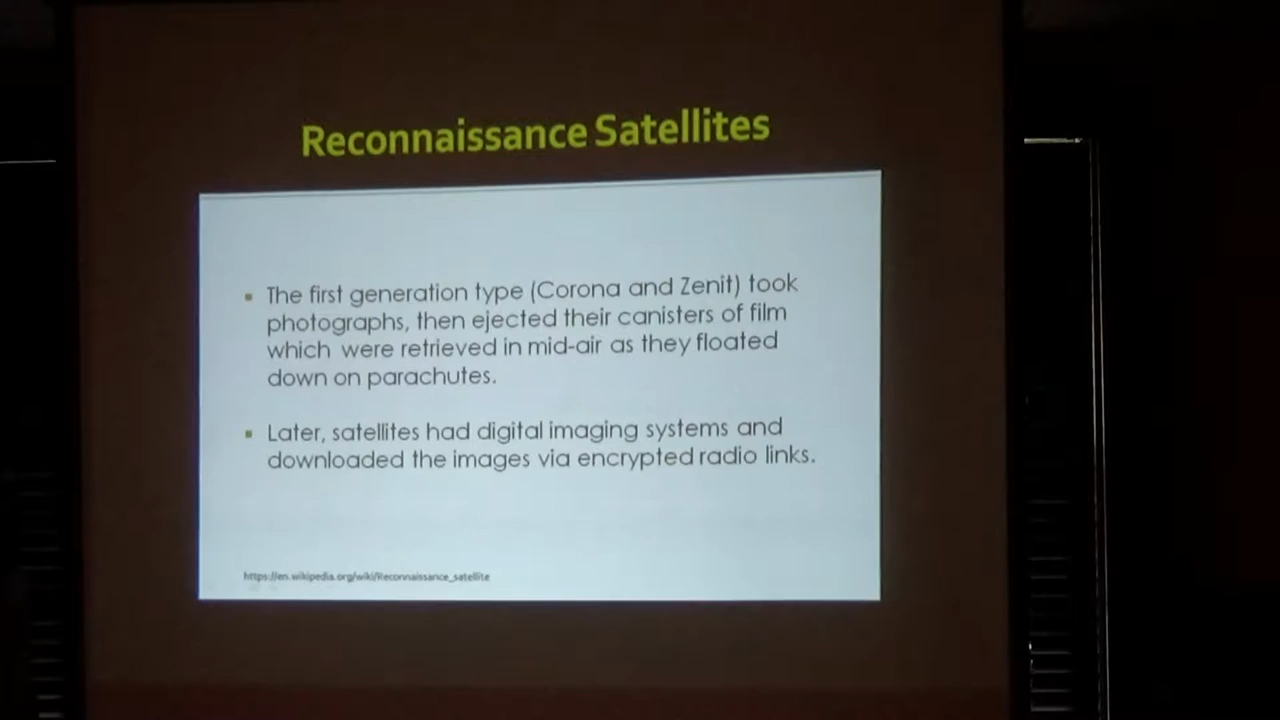 Reconnaissance Satellites
The first generation type (Corona and Zenit) took
photographs, then ejected their canisters of film
which were retrieved in mid-air as they floated
down on parachutes.
Later, satellites had digital imaging systems and
downloaded the images via encrypted radio links.
https://en.wikipedia.org/wiki/Reconnaissance_satellite